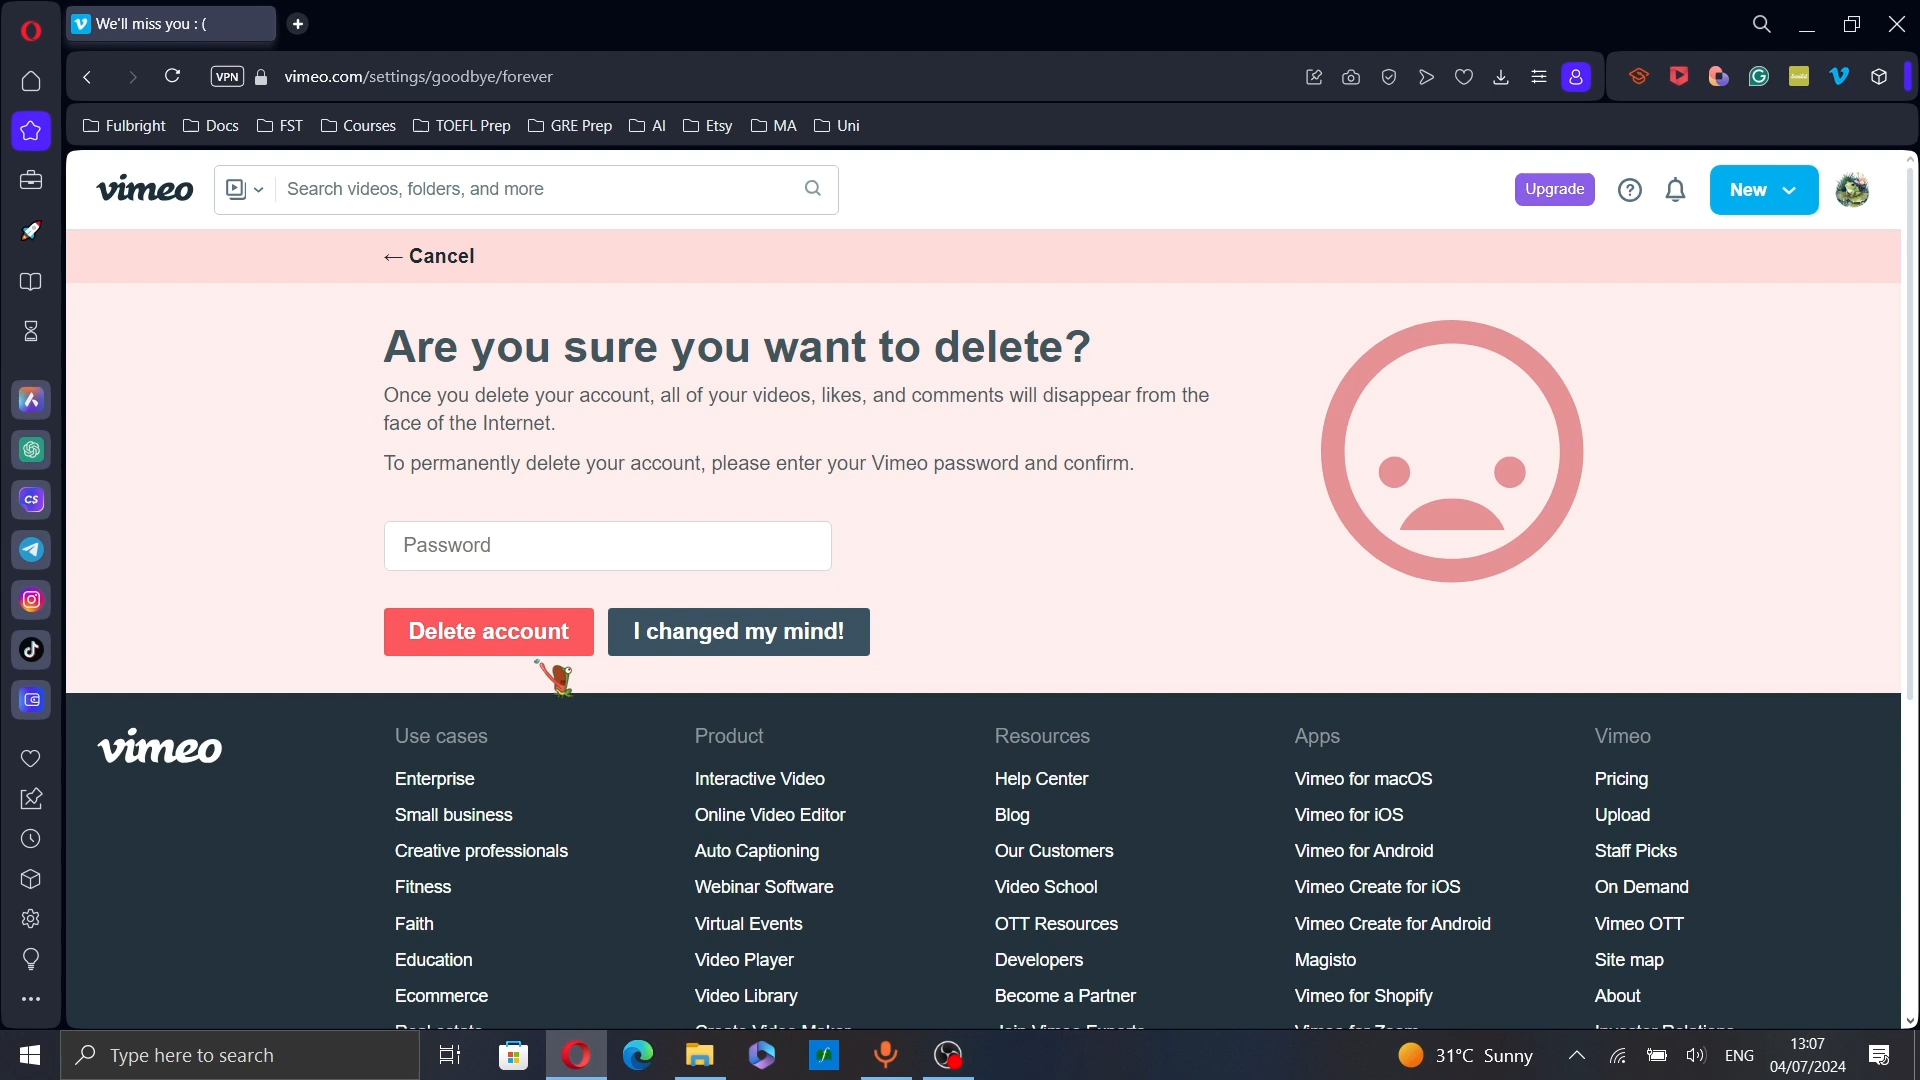 We'll miss you : (
VPN
vimeo.com/settings/goodbye/forever
Fulbright
Docs
FST
Courses
TOEFL Prep
GRE Prep
AI
Etsy
MA
Uni
vimeo
Search videos, folders, and more
Upgrade
New
← Cancel
Are you sure you want to delete?
Once you delete your account, all of your videos, likes, and comments will disappear from the
face of the Internet.
To permanently delete your account, please enter your Vimeo password and confirm.
Password
Delete account
I changed my mind!
CS
vimeo
Use cases
Enterprise
Small business
Creative professionals
Fitness
Faith
Education
Ecommerce
Product
Interactive Video
Online Video Editor
Auto Captioning
Webinar Software
Virtual Events
Video Player
Video Library
Resources
Help Center
Blog
Our Customers
Video School
OTT Resources
Developers
Become a Partner
Apps
Vimeo for macOS
Vimeo for iOS
Vimeo for Android
Vimeo Create for iOS
Vimeo Create for Android
Magisto
Vimeo for Shopify
Vimeo
Pricing
Upload
Staff Picks
On Demand
Vimeo OTT
Site map
About
Type here to search
31°C Sunny
ENG
13:07
04/07/2024